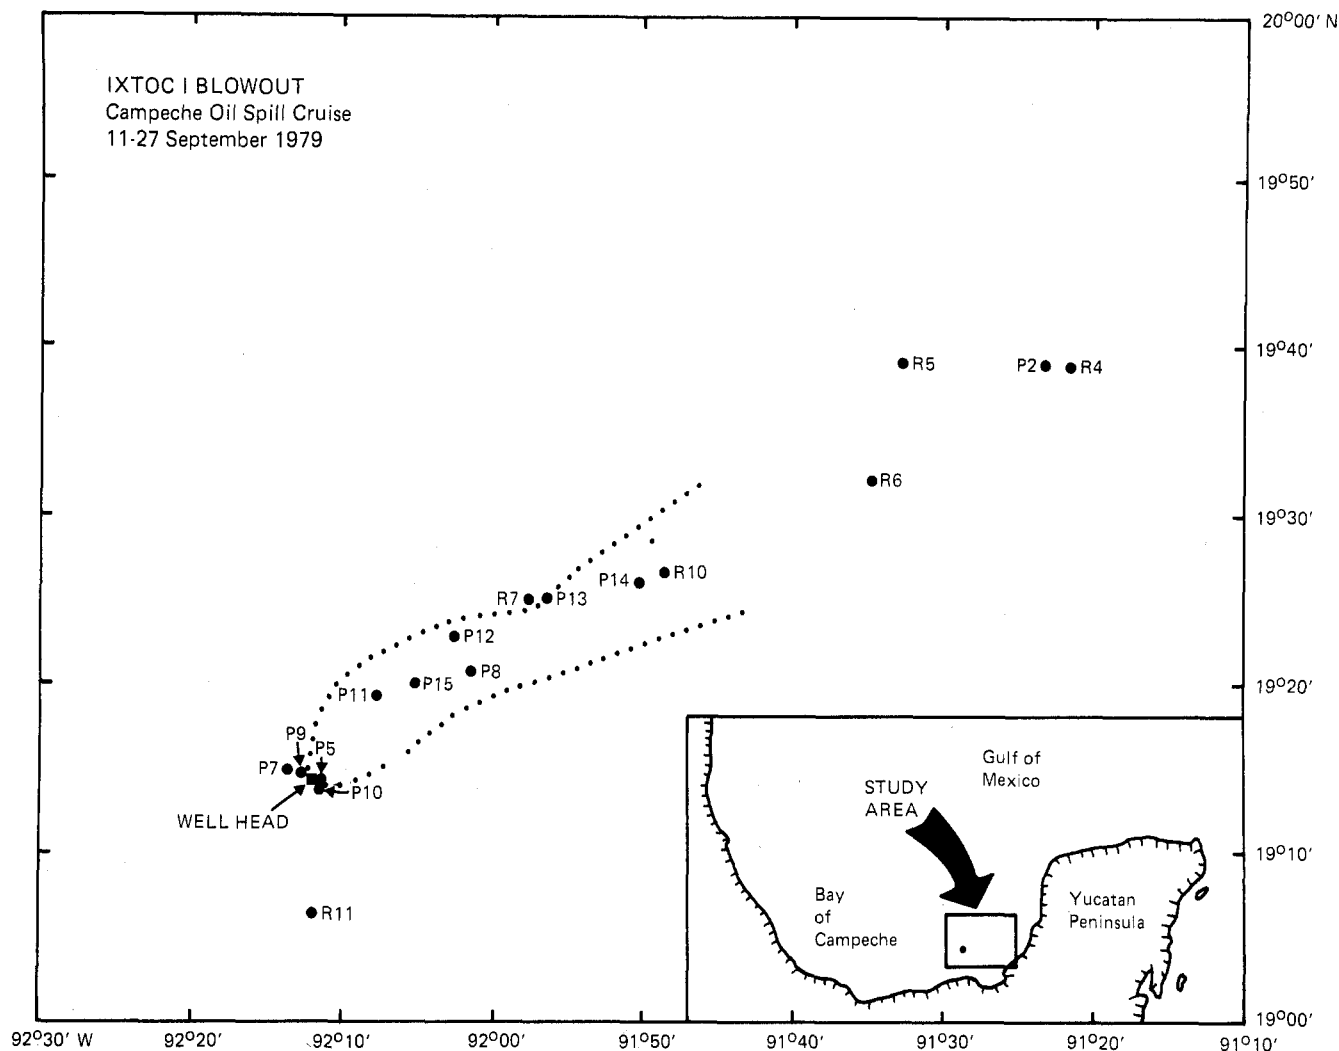 20°00' N
IXTOC I BLOWOUT
Campeche Oil Spill Cruise
11-27 September 1979
19°50'
19°40'
R5
P2
R4
R6
19°30'
P14
R10
R7
P13
P12
P8
P15
P11
19°20'
P9
P5
P7
P10
WELL HEAD
Gulf of
Mexico
STUDY
AREA
19°10'
Bay
of
Campeche
Yucatan
Peninsula
R11
19°00'
92°30' W
92°20'
92°10'
92°00'
91°50'
91°40'
91°30'
91°20'
91°10'